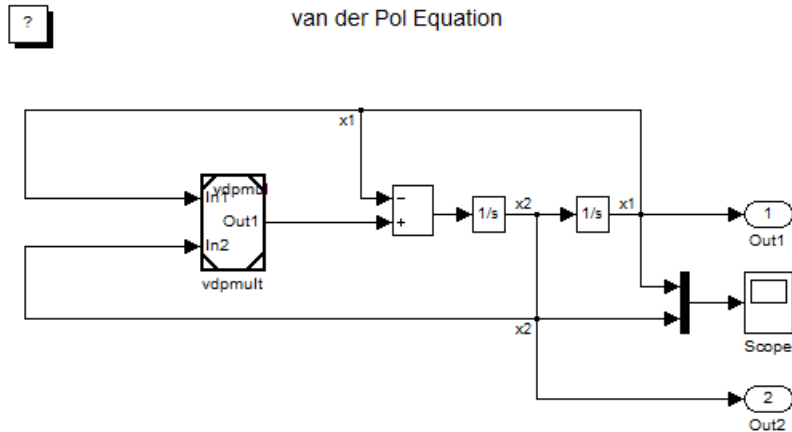 ?
van der Pol Equation
x1
vdpmul
In1
Out1
In2
vdpmult
−
+
1/s
x2
1/s
x1
1
Out1
x2
Scope
2
Out2